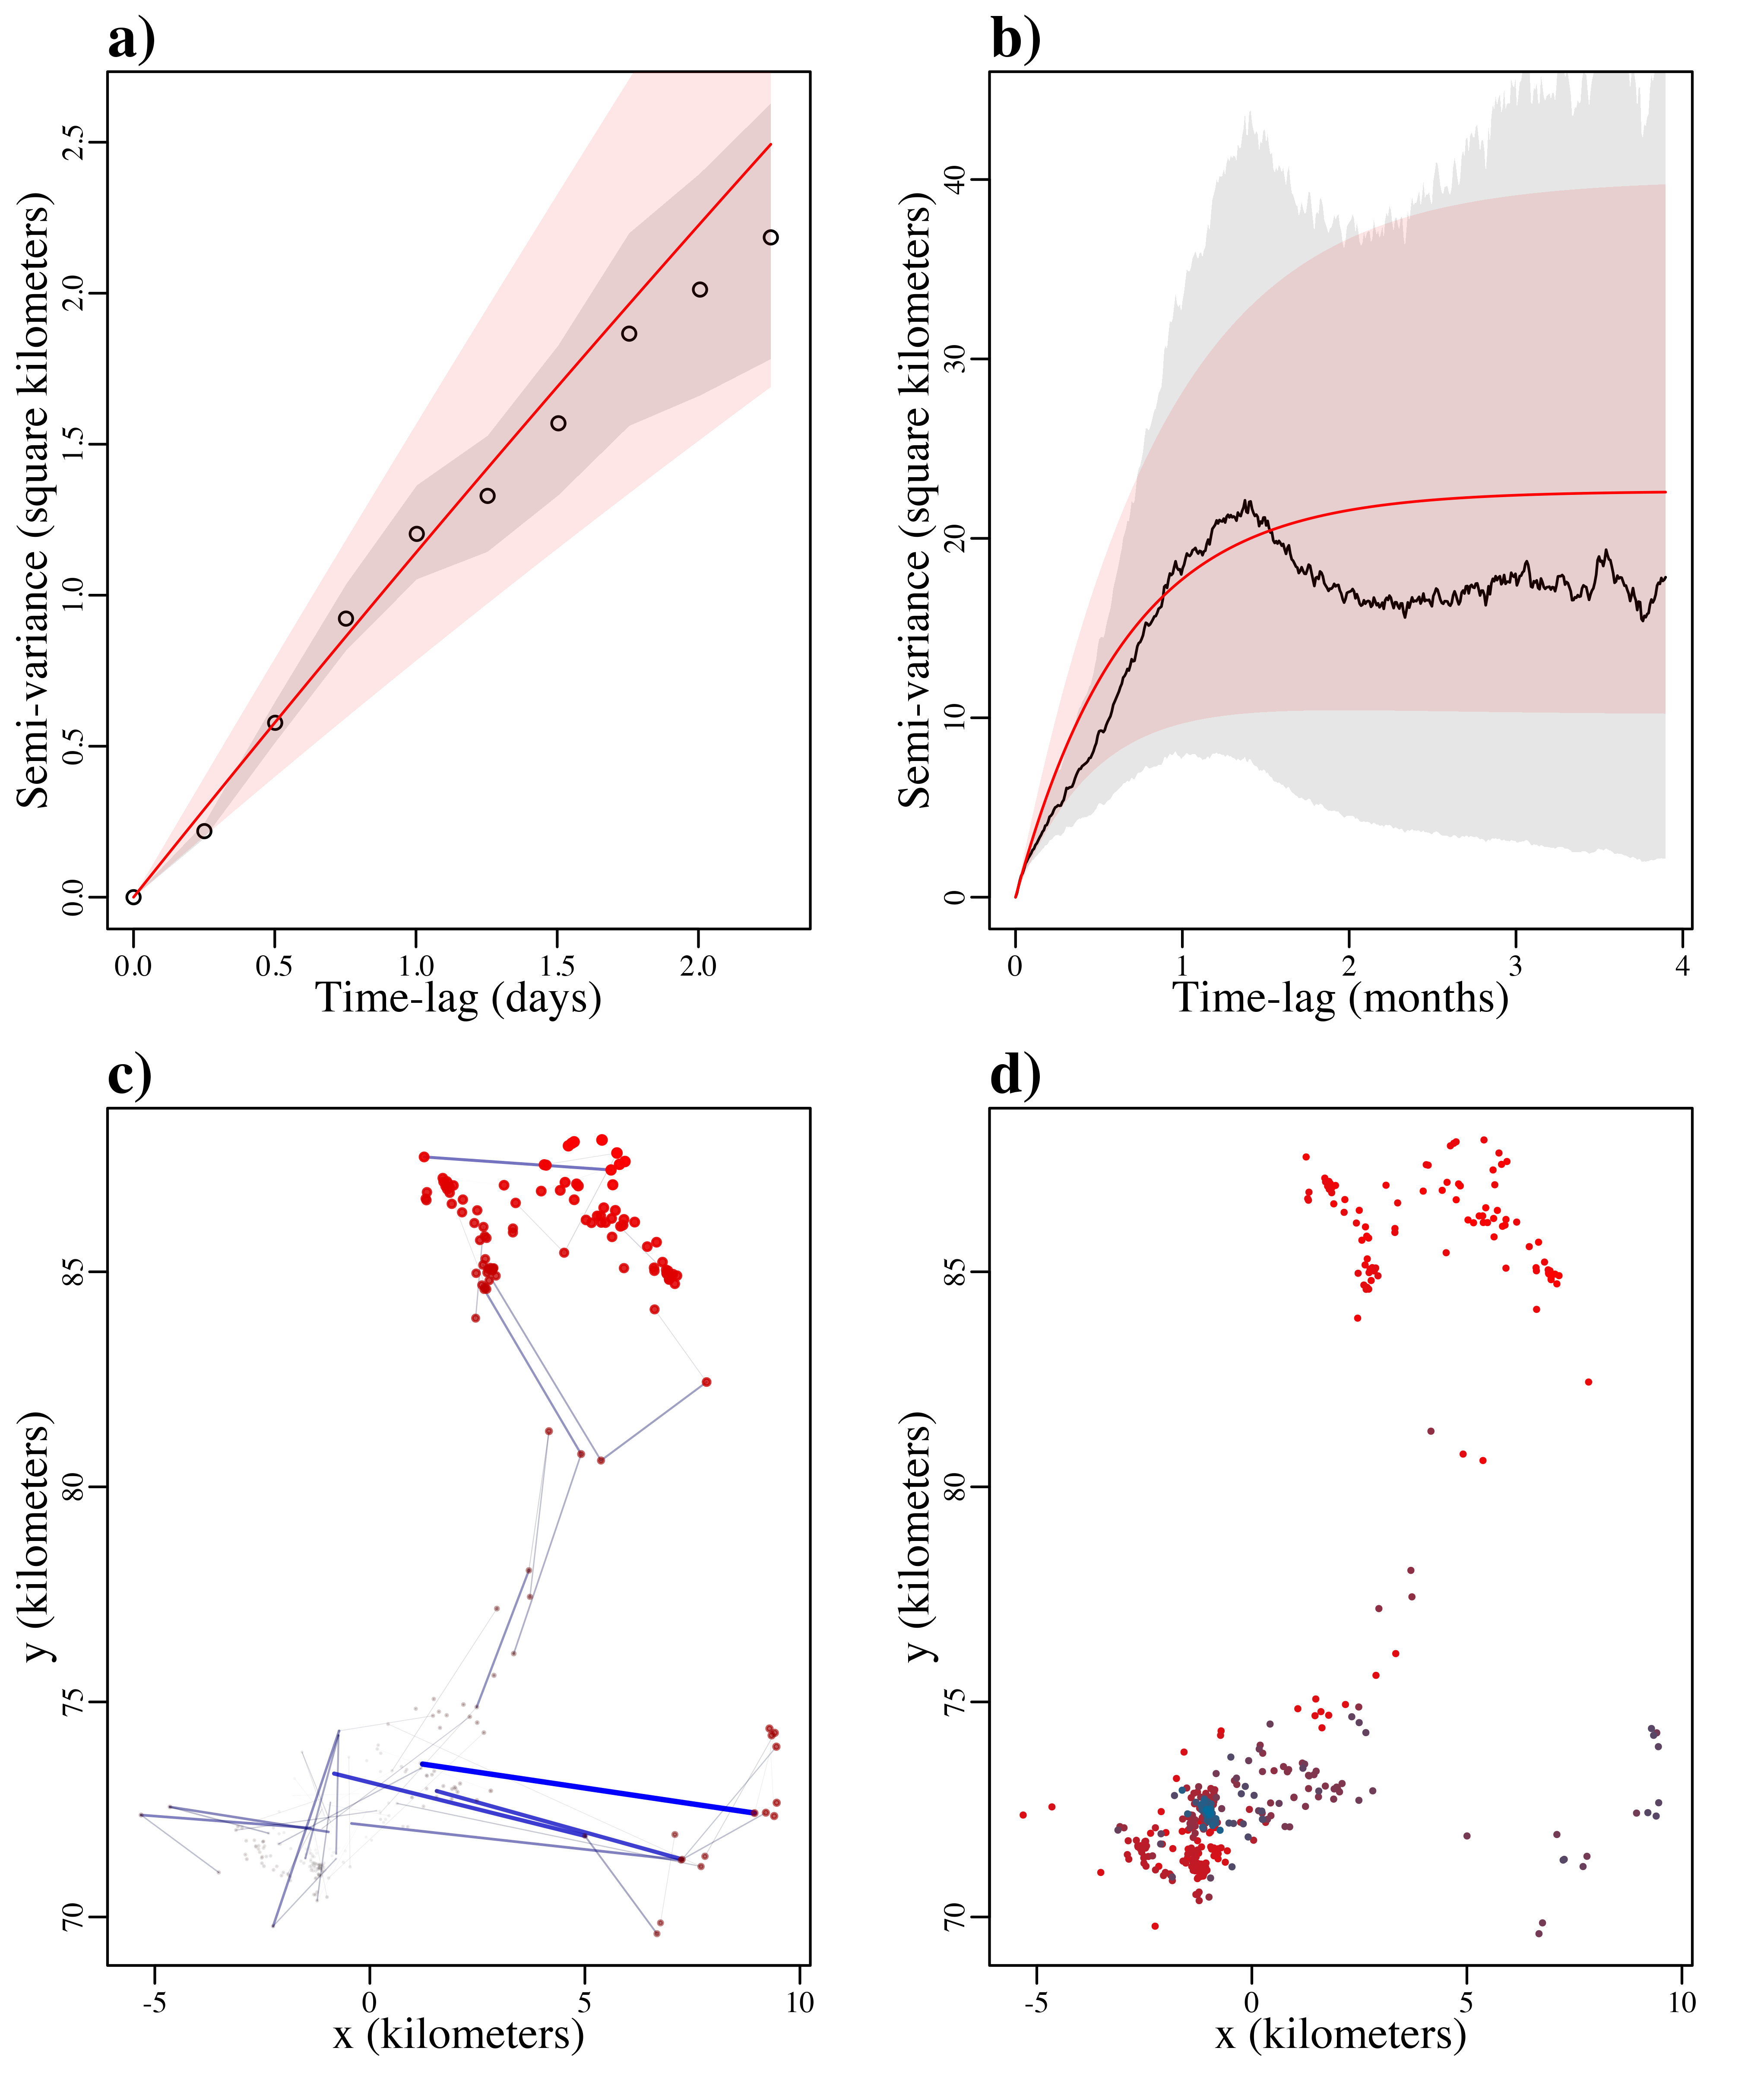 a)
Semi-variance (square kilometers)
0.0 0.5 1.0 1.5 2.0 2.5
0.0 0.5 1.0 1.5 2.0
Time-lag (days)
b)
Semi-variance (square kilometers)
0 10 20 30 40
0 1 2 3 4
Time-lag (months)
c)
y (kilometers)
70 75 80 85
-5 0 5 10
x (kilometers)
d)
y (kilometers)
70 75 80 85
-5 0 5 10
x (kilometers)